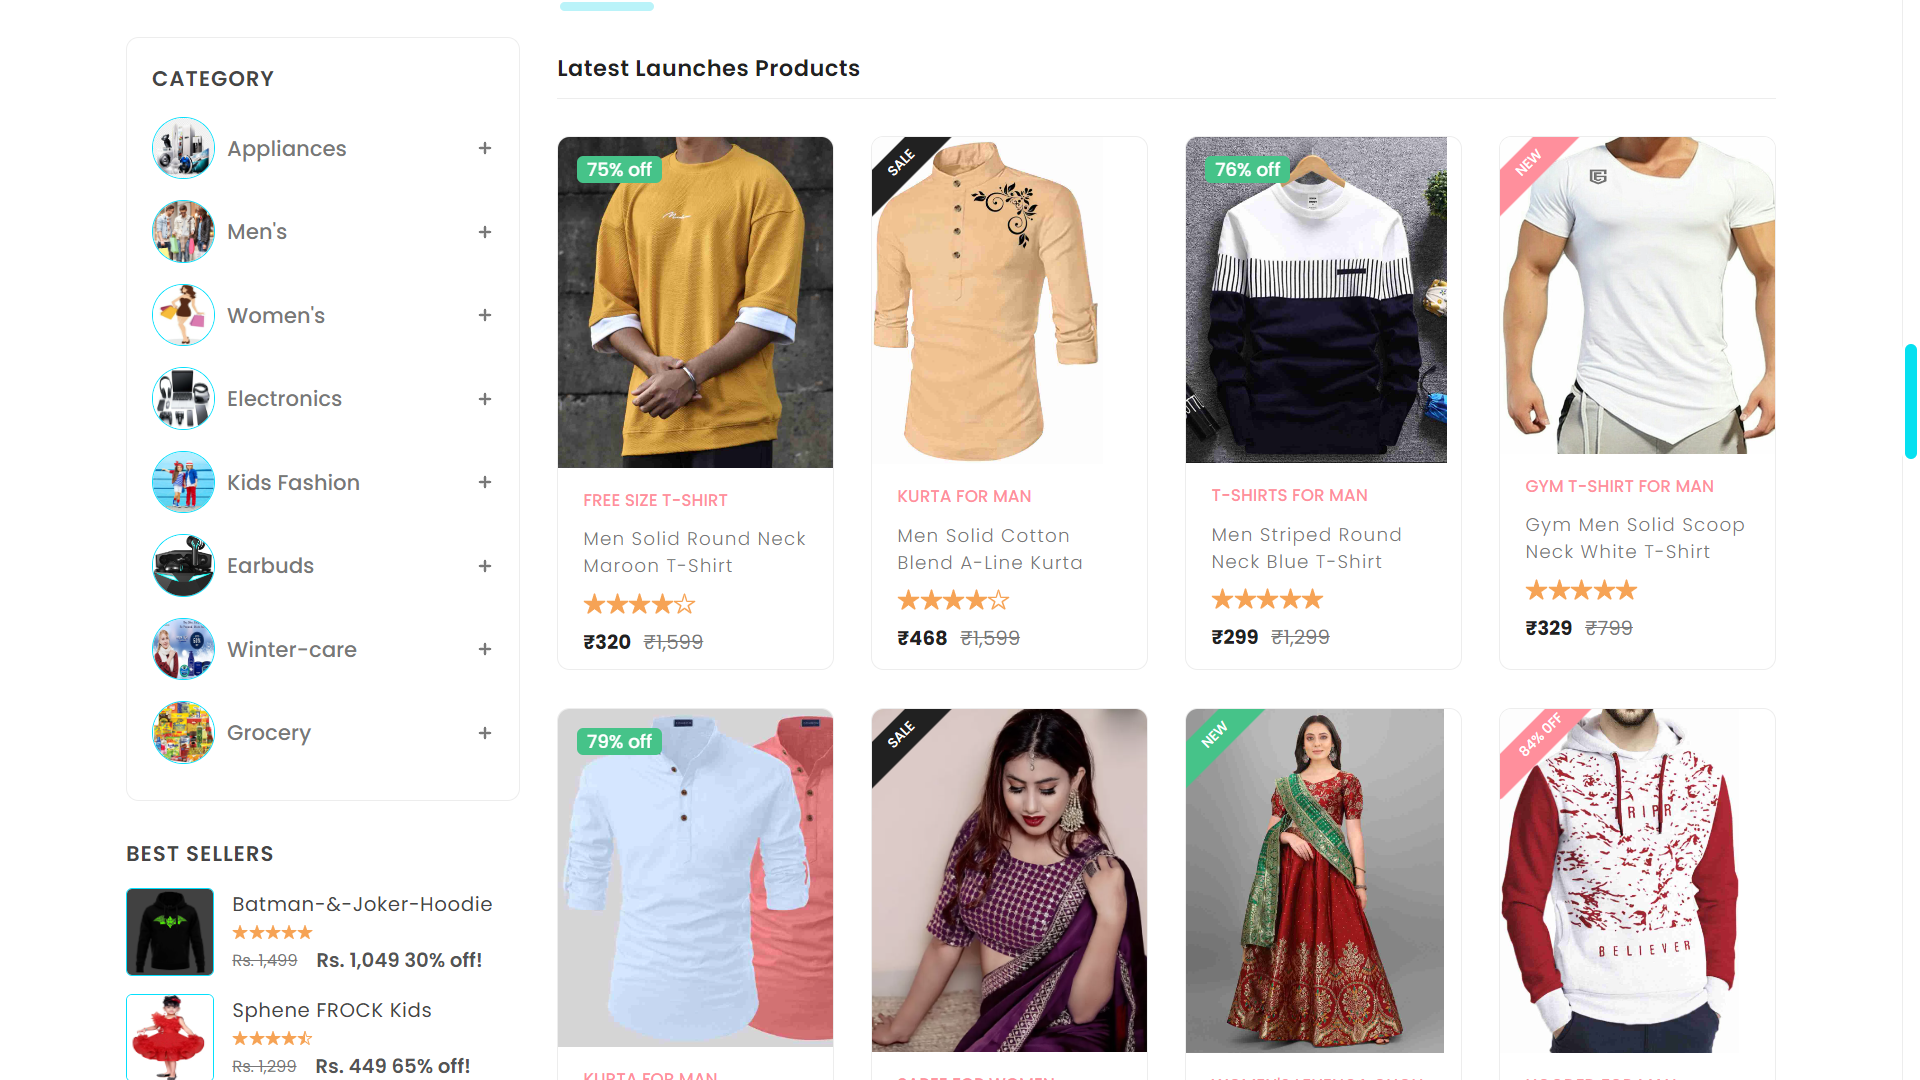 CATEGORY
Appliances
Men's
Women's
Electronics
Kids Fashion
Earbuds
Winter-care
Grocery
BEST SELLERS
Batman-&-Joker-Hoodie
Rs. 1,499 Rs. 1,049 30% off!
Sphene FROCK Kids
Rs. 1,299 Rs. 449 65% off!
Latest Launches Products
75% off
FREE SIZE T-SHIRT
Men Solid Round Neck
Maroon T-Shirt
₹320 ₹1,599
SALE
KURTA FOR MAN
Men Solid Cotton
Blend A-Line Kurta
₹468 ₹1,599
76% off
T-SHIRTS FOR MAN
Men Striped Round
Neck Blue T-Shirt
₹299 ₹1,299
NEW
GYM T-SHIRT FOR MAN
Gym Men Solid Scoop
Neck White T-Shirt
₹329 ₹799
79% off
KURTA FOR MAN
SALE
SAREE FOR WOMEN
NEW
84% OFF
TRIPR
BELIEVER